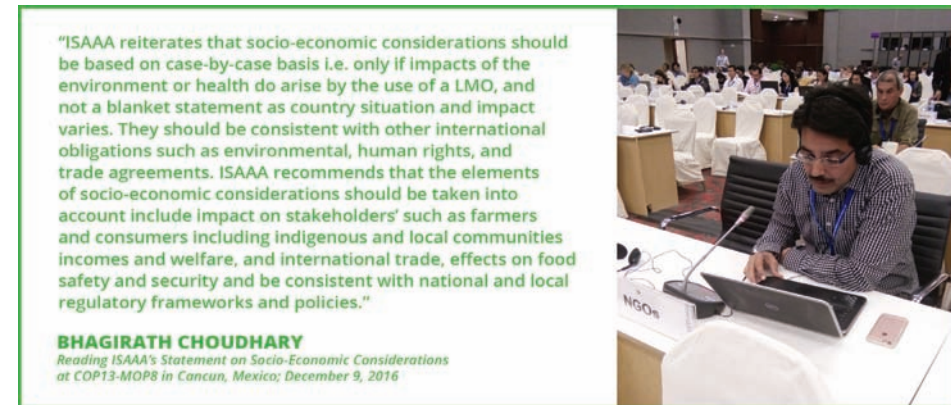 “ISAAA reiterates that socio-economic considerations should
be based on case-by-case basis i.e. only if impacts of the
environment or health do arise by the use of a LMO, and
not a blanket statement as country situation and impact
varies. They should be consistent with other international
obligations such as environmental, human rights, and
trade agreements. ISAAA recommends that the elements
of socio-economic considerations should be taken into
account include impact on stakeholders’ such as farmers
and consumers including indigenous and local communities
incomes and welfare, and international trade, effects on food
safety and security and be consistent with national and local
regulatory frameworks and policies.”
BHAGIRATH CHOUDHARY
Reading ISAAA’s Statement on Socio-Economic Considerations
at COP13-MOP8 in Cancun, Mexico; December 9, 2016
NGOs